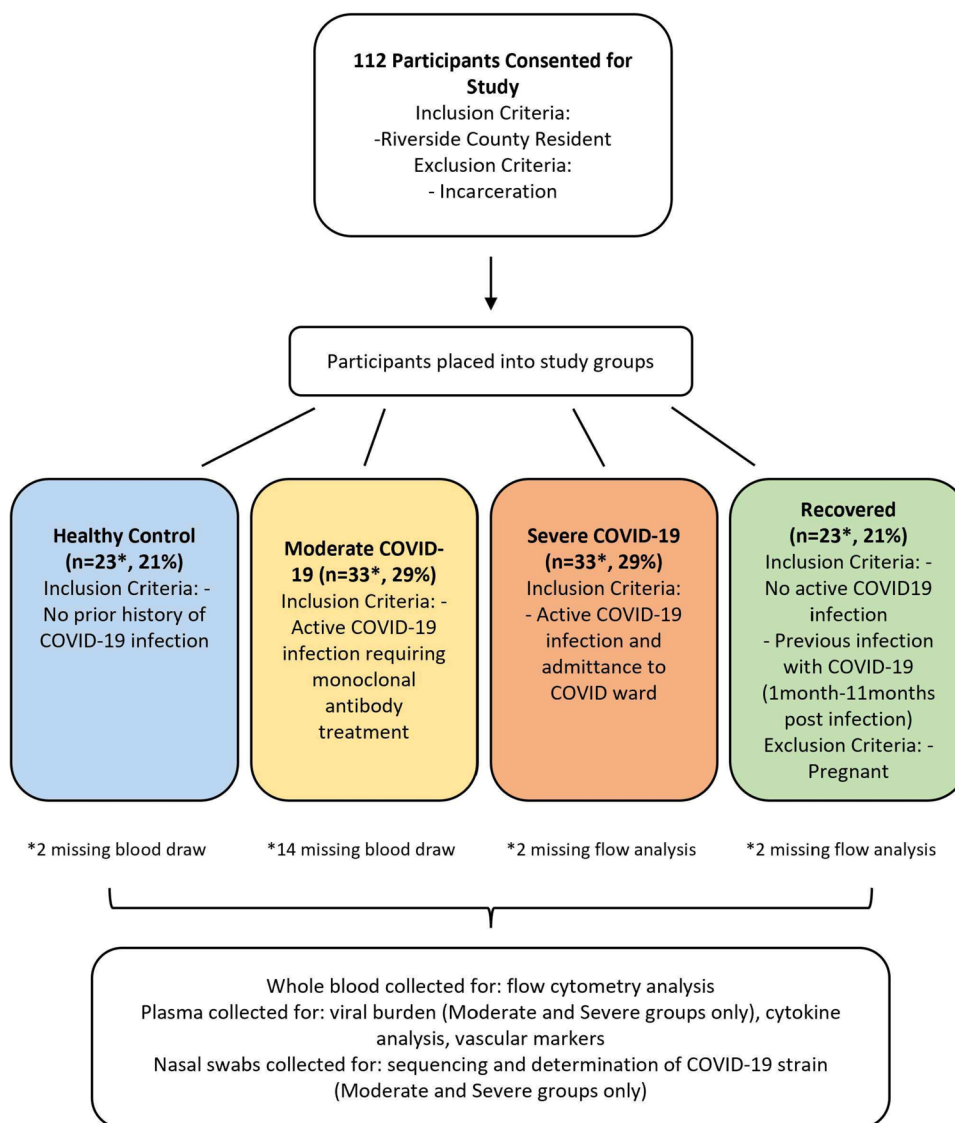 112 Participants Consented for
Study
Inclusion Criteria:
-Riverside County Resident
Exclusion Criteria:
- Incarceration
Participants placed into study groups
Healthy Control
(n=23*, 21%)
Inclusion Criteria: -
No prior history of
COVID-19 infection
Moderate COVID-
19 (n=33*, 29%)
Inclusion Criteria: -
Active COVID-19
infection requiring
monoclonal
antibody
treatment
Severe COVID-19
(n=33*, 29%)
Inclusion Criteria:
- Active COVID-19
infection and
admittance to
COVID ward
Recovered
(n=23*, 21%)
Inclusion Criteria: -
No active COVID19
infection
- Previous infection
with COVID-19
(1month-11months
post infection)
Exclusion Criteria: -
Pregnant
*2 missing blood draw
*14 missing blood draw
*2 missing flow analysis
*2 missing flow analysis
Whole blood collected for: flow cytometry analysis
Plasma collected for: viral burden (Moderate and Severe groups only), cytokine
analysis, vascular markers
Nasal swabs collected for: sequencing and determination of COVID-19 strain
(Moderate and Severe groups only)